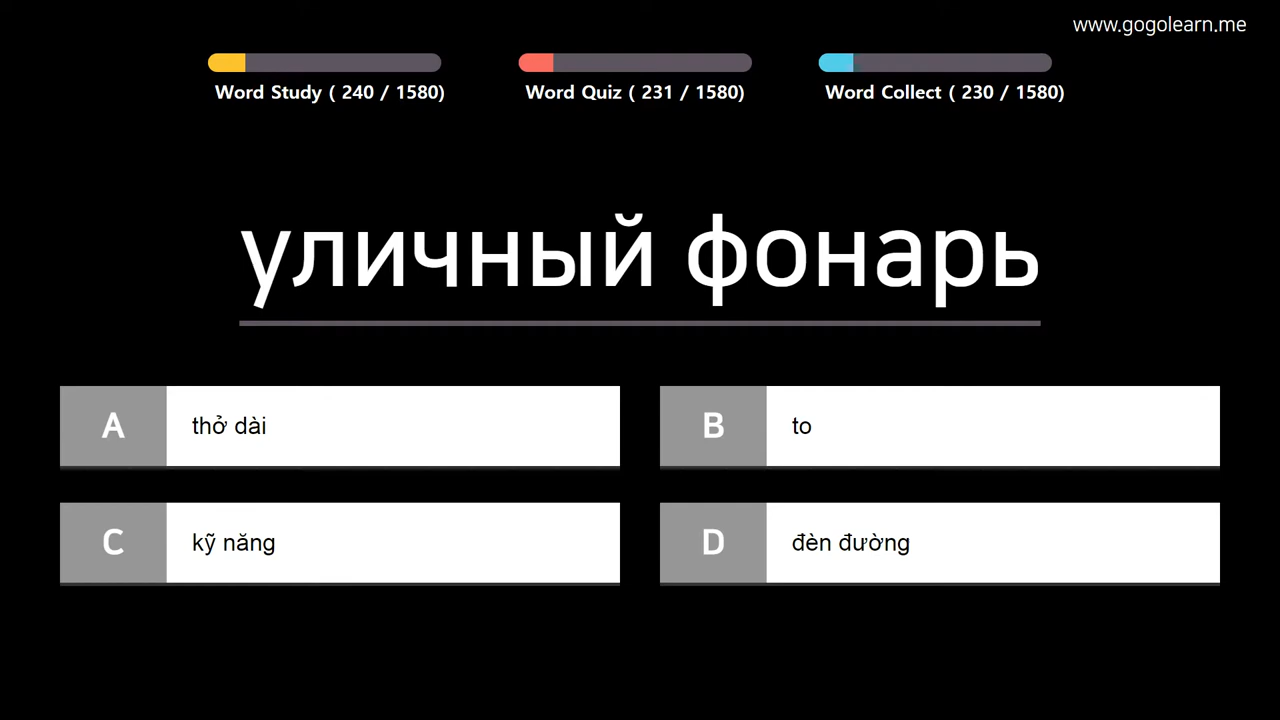 www.gogolearn.me
Word Study ( 240 / 1580)
Word Quiz ( 231 / 1580)
Word Collect ( 230 / 1580)
уличный фонарь
A thở dài
B to
C kỹ năng
D đèn đường